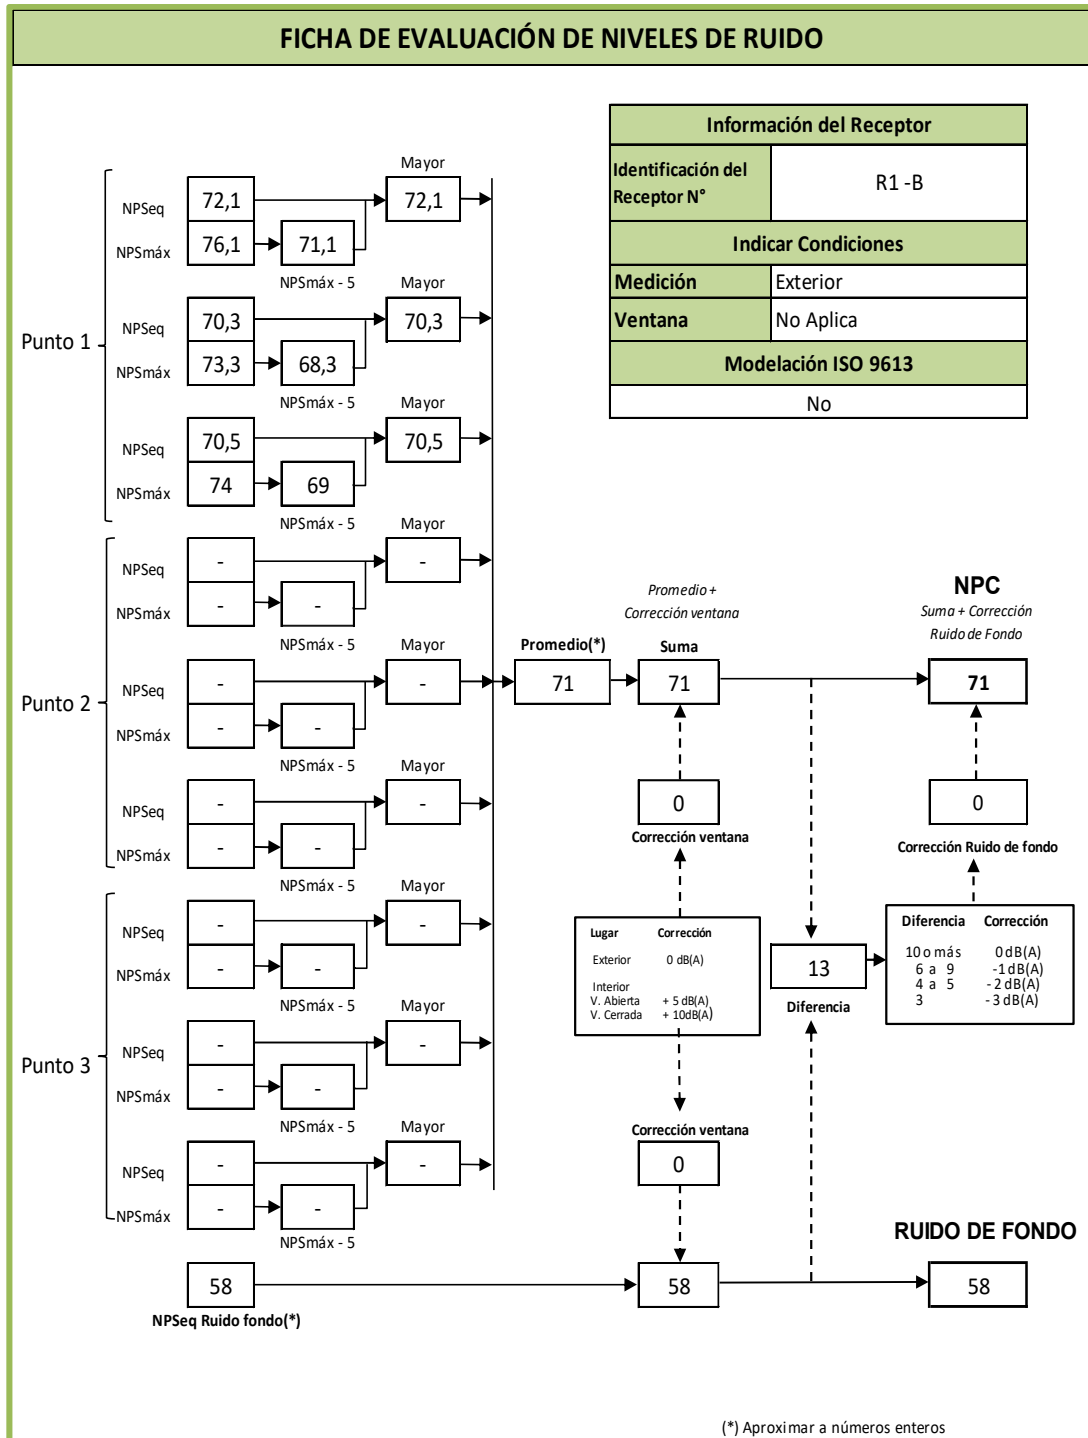 FICHA DE EVALUACIÓN DE NIVELES DE RUIDO
Información del Receptor
Identificación del
Receptor N°
R1 -B
Indicar Condiciones
Medición Exterior
Ventana No Aplica
Modelación ISO 9613
No
Punto 1
Mayor
NPSeq 72,1 72,1
NPSmáx 76,1 71,1
NPSmáx - 5 Mayor
NPSeq 70,3 70,3
NPSmáx 73,3 68,3
NPSmáx - 5 Mayor
NPSeq 70,5 70,5
NPSmáx 74 69
NPSmáx - 5 Mayor
Punto 2
NPSeq - -
NPSmáx - -
NPSmáx - 5 Mayor
NPSeq - -
NPSmáx - -
NPSmáx - 5 Mayor
NPSeq - -
NPSmáx - -
NPSmáx - 5 Mayor
Punto 3
NPSeq - -
NPSmáx - -
NPSmáx - 5 Mayor
NPSeq - -
NPSmáx - -
NPSmáx - 5 Mayor
NPSeq - -
NPSmáx - -
NPSmáx - 5
Promedio(*)
71
Promedio +
Corrección ventana
Suma
71
0
Corrección ventana
Lugar Corrección
Exterior 0 dB(A)
Interior
V. Abierta + 5 dB(A)
V. Cerrada + 10dB(A)
Corrección ventana
0
13
Diferencia
NPC
Suma + Corrección
Ruido de Fondo
71
0
Corrección Ruido de fondo
Diferencia Corrección
10 o más 0 dB(A)
6 a 9 -1 dB(A)
4 a 5 - 2 dB(A)
3 - 3 dB(A)
RUIDO DE FONDO
58 58 58
NPSeq Ruido fondo(*)
(*) Aproximar a números enteros